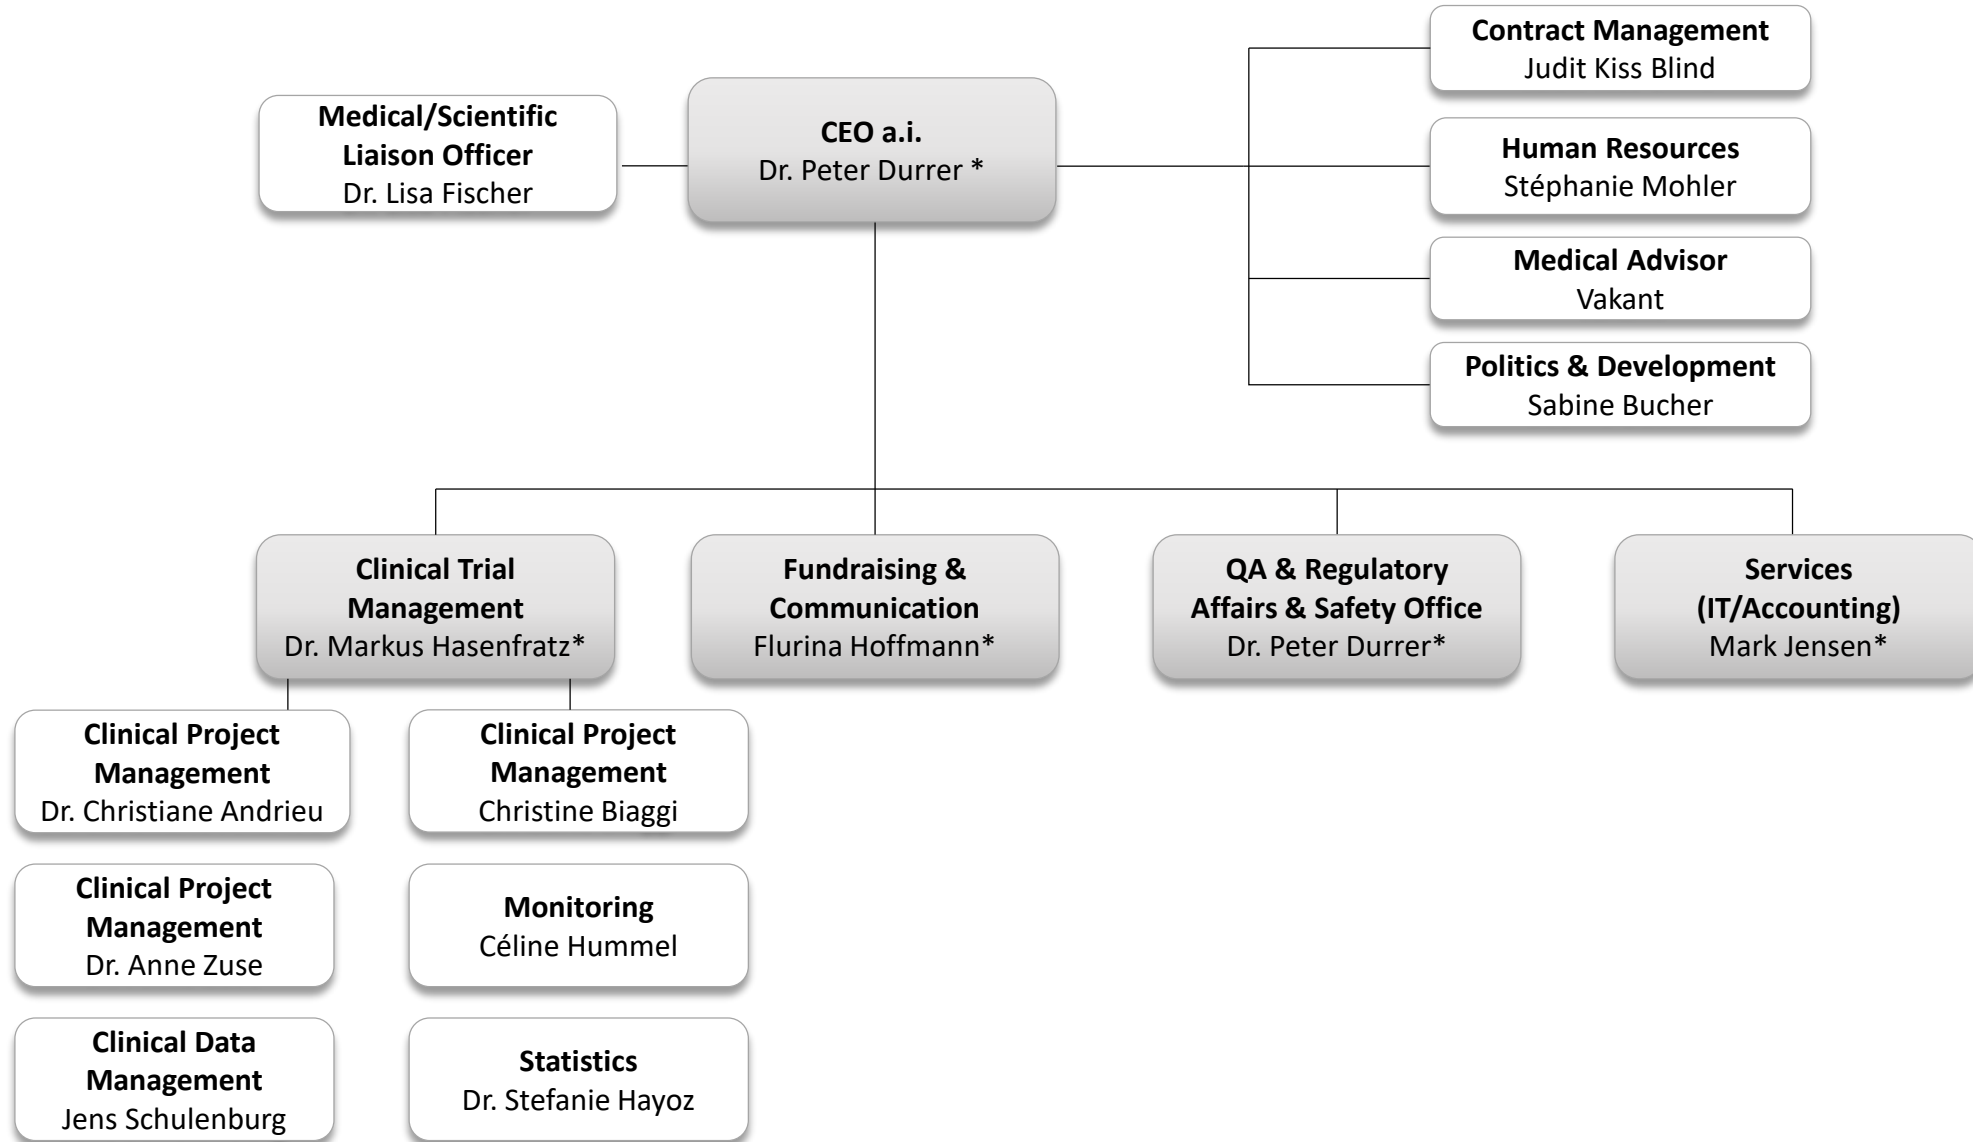 Contract Management
Judit Kiss Blind
Medical/Scientific
Liaison Officer
Dr. Lisa Fischer
CEO a.i.
Dr. Peter Durrer *
Human Resources
Stéphanie Mohler
Medical Advisor
Vakant
Politics & Development
Sabine Bucher
Clinical Trial
Management
Dr. Markus Hasenfratz*
Fundraising &
Communication
Flurina Hoffmann*
QA & Regulatory
Affairs & Safety Office
Dr. Peter Durrer*
Services
(IT/Accounting)
Mark Jensen*
Clinical Project
Management
Dr. Christiane Andrieu
Clinical Project
Management
Christine Biaggi
Clinical Project
Management
Dr. Anne Zuse
Monitoring
Céline Hummel
Clinical Data
Management
Jens Schulenburg
Statistics
Dr. Stefanie Hayoz